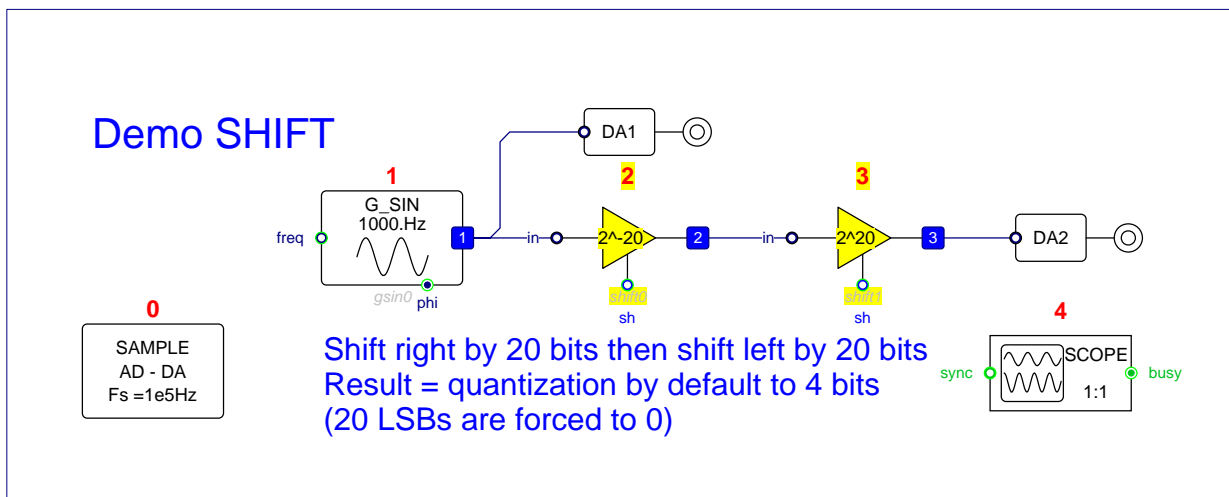 Demo SHIFT
DA1
1
2
3
G_SIN
1000.Hz
freq
1
in
2^-20
2
in
2^20
3
DA2
gsin0
phi
shift0
sh
shift1
sh
0
SAMPLE
AD - DA
Fs =1e5Hz
Shift right by 20 bits then shift left by 20 bits
Result = quantization by default to 4 bits
(20 LSBs are forced to 0)
4
SCOPE
sync
busy
1:1